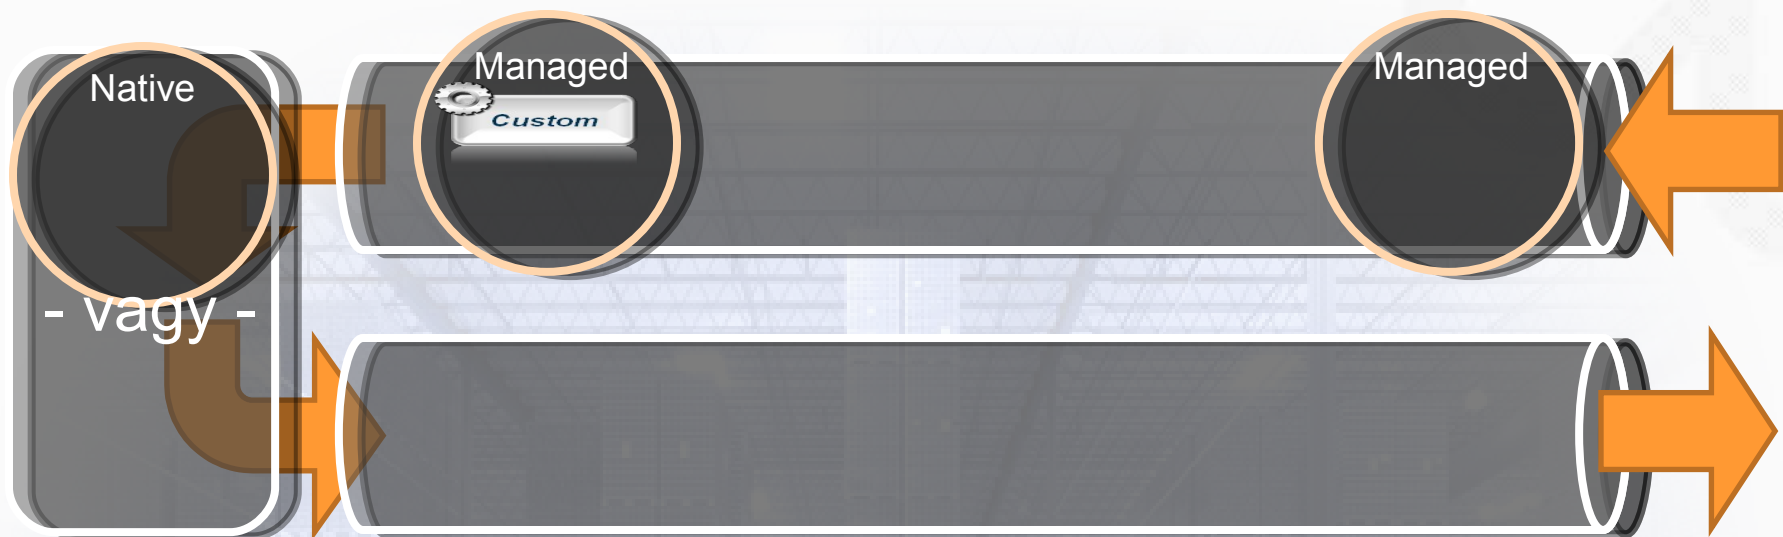 Native
Managed
Custom
Managed
- vagy -